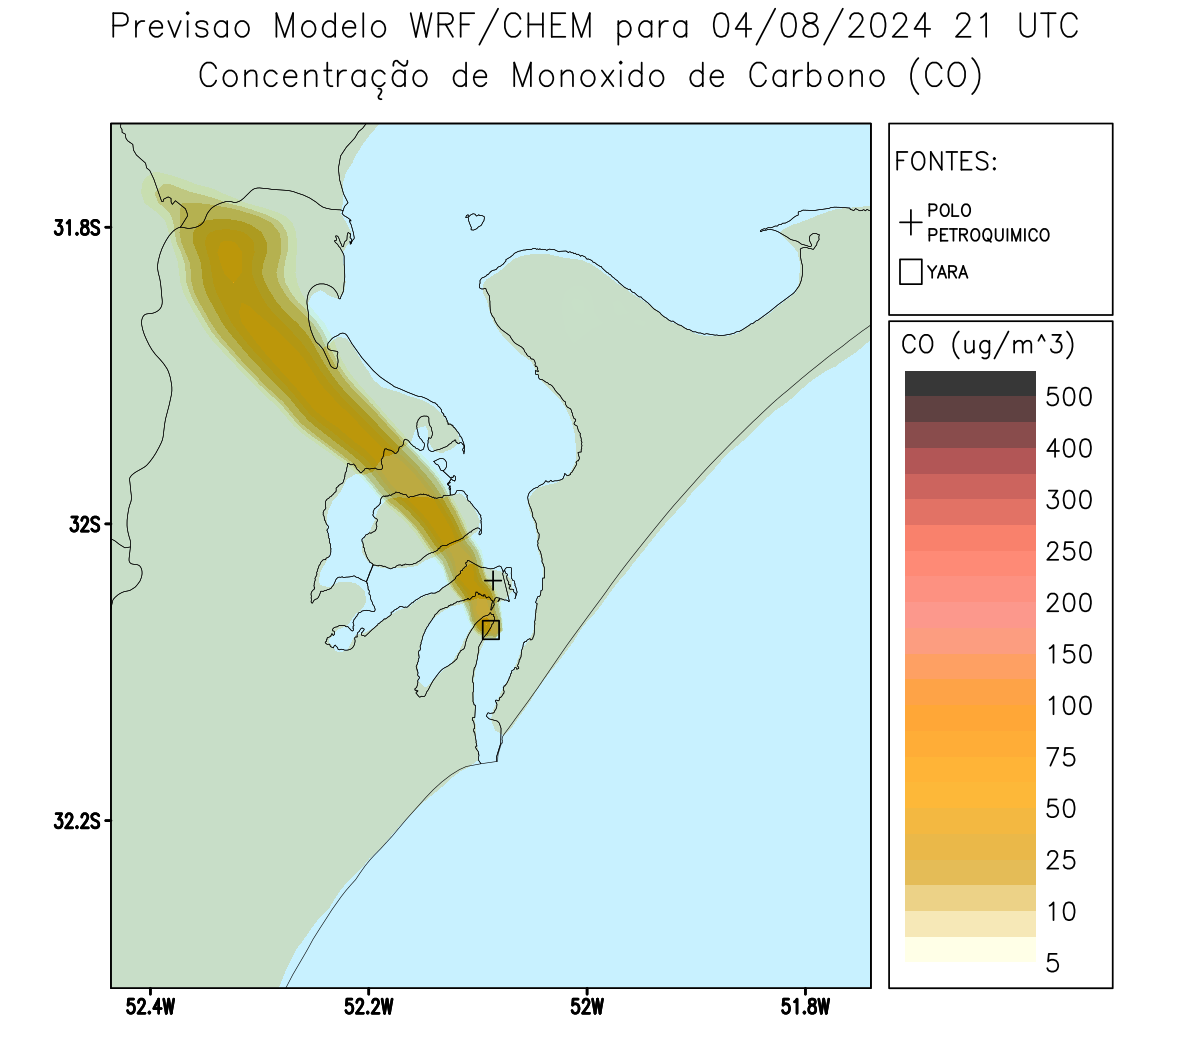 Previsao Modelo WRF/CHEM para 04/08/2024 21 UTC
Concentração de Monoxido de Carbono (CO)
FONTES:
POLO
PETROQUIMICO
YARA
CO (ug/m^3)
500
400
300
250
200
150
100
75
50
25
10
5
31.8S
32S
32.2S
52.4W
52.2W
52W
51.8W